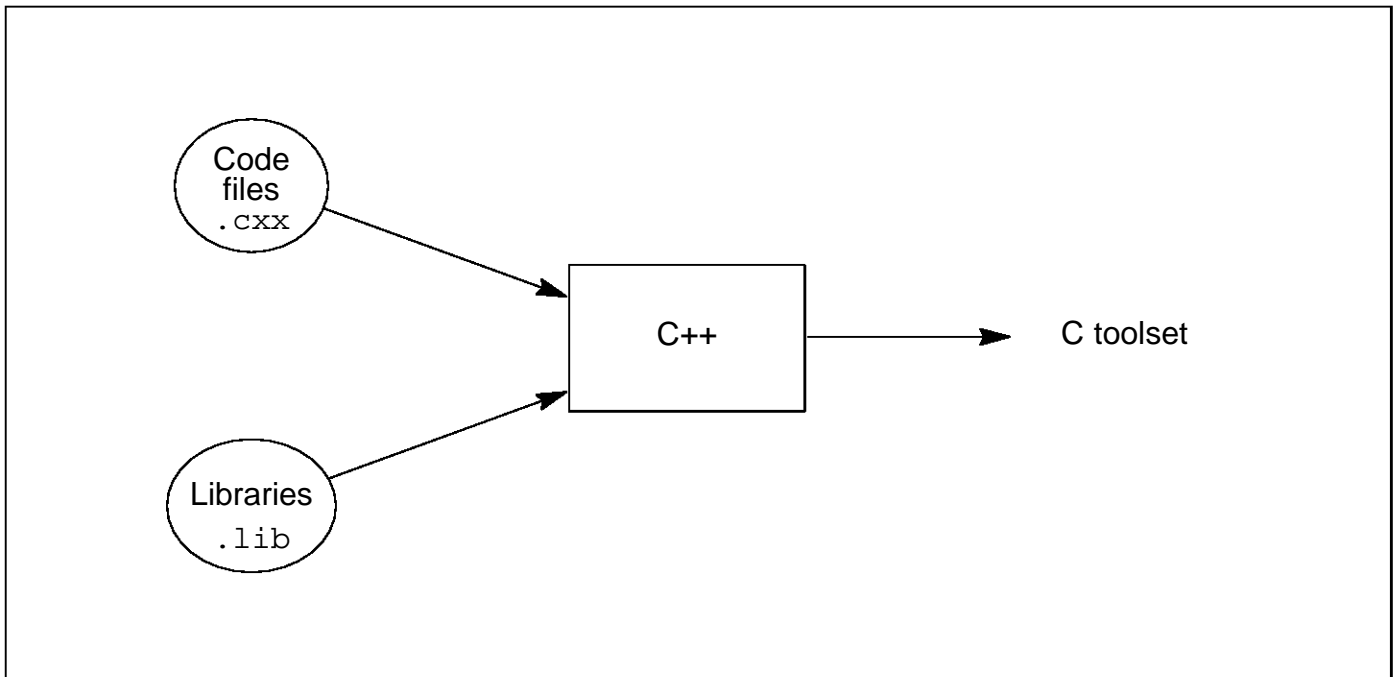 Code
files
.cxx
C++
C toolset
Libraries
.lib